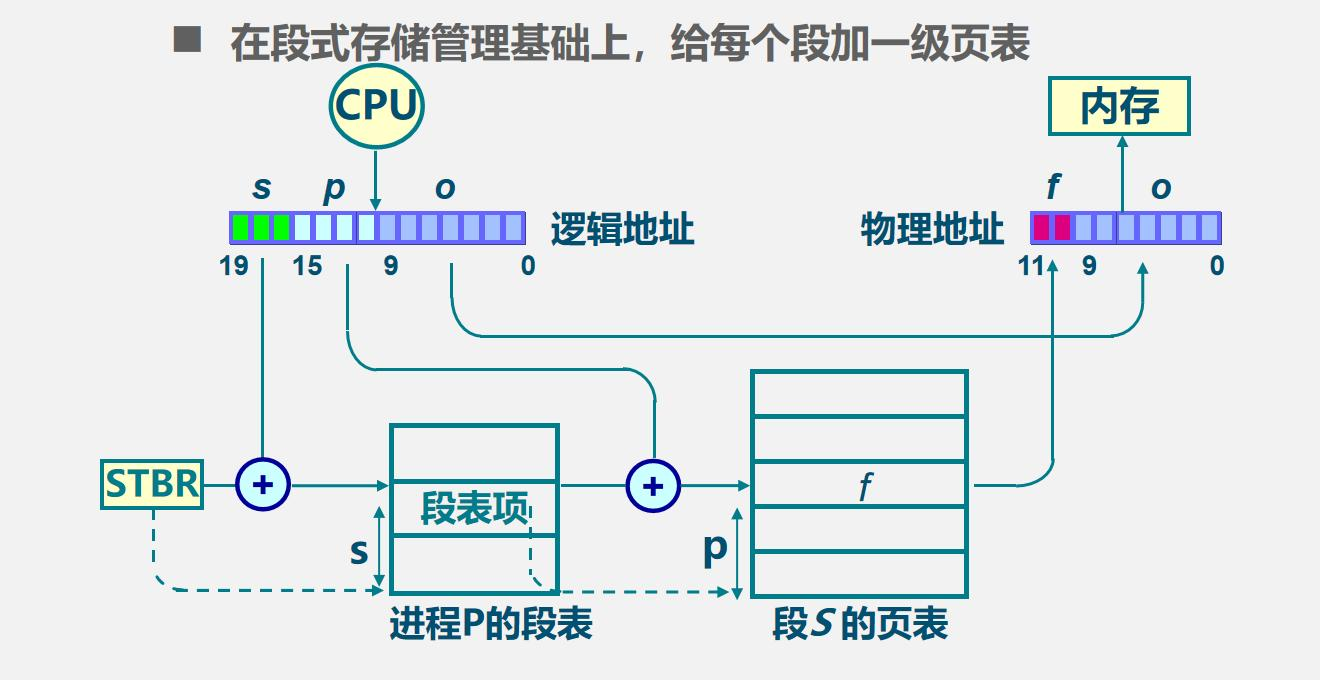 ■ 在段式存储管理基础上，给每个段加一级页表
CPU
内存
s p o
f o
逻辑地址
物理地址
19 15 9 0
11 9 0
STBR
+
段表项
+
f
s
p
进程P的段表
段S的页表